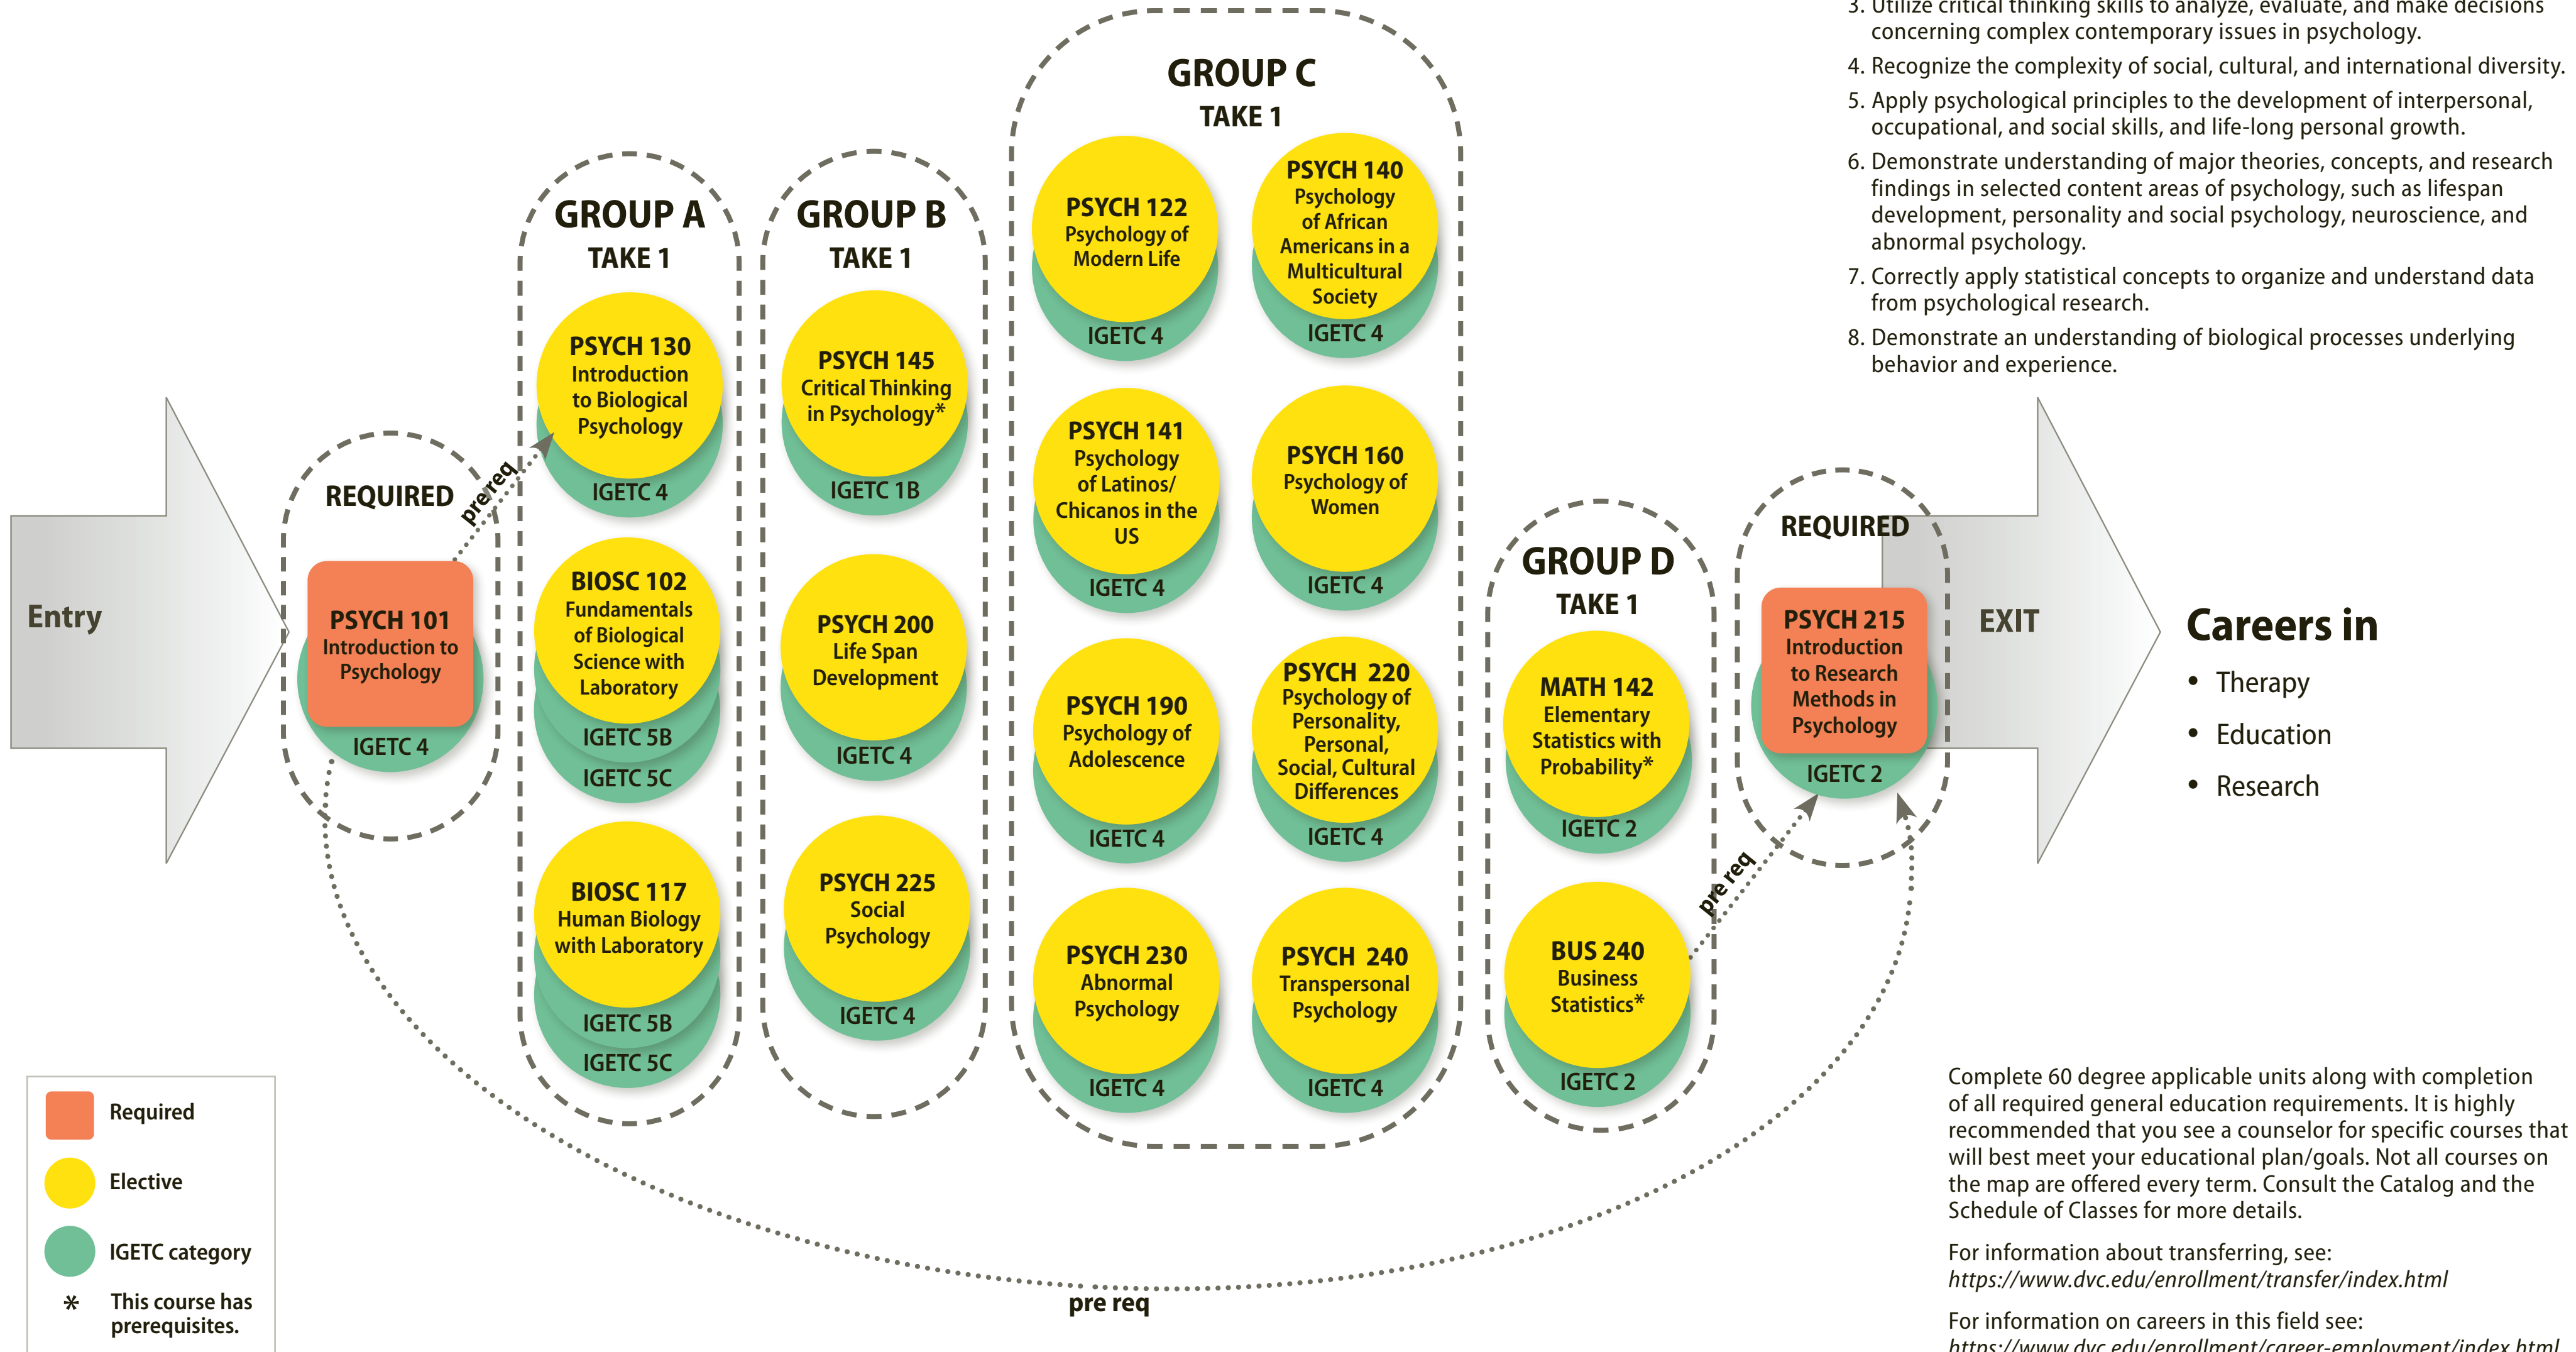 3. Utilize critical thinking skills to analyze, evaluate, and make decisions
concerning complex contemporary issues in psychology.
4. Recognize the complexity of social, cultural, and international diversity.
5. Apply psychological principles to the development of interpersonal,
occupational, and social skills, and life-long personal growth.
6. Demonstrate understanding of major theories, concepts, and research
findings in selected content areas of psychology, such as lifespan
development, personality and social psychology, neuroscience, and
abnormal psychology.
7. Correctly apply statistical concepts to organize and understand data
from psychological research.
8. Demonstrate an understanding of biological processes underlying
behavior and experience.
Entry
REQUIRED
PSYCH 101
Introduction to
Psychology
IGETC 4
pre req
GROUP A
TAKE 1
PSYCH 130
Introduction
to Biological
Psychology
IGETC 4
BIOSC 102
Fundamentals
of Biological
Science with
Laboratory
IGETC 5B
IGETC 5C
BIOSC 117
Human Biology
with Laboratory
IGETC 5B
IGETC 5C
GROUP B
TAKE 1
PSYCH 145
Critical Thinking
in Psychology*
IGETC 1B
PSYCH 200
Life Span
Development
IGETC 4
PSYCH 225
Social
Psychology
IGETC 4
GROUP C
TAKE 1
PSYCH 122
Psychology of
Modern Life
IGETC 4
PSYCH 140
Psychology
of African
Americans in a
Multicultural
Society
IGETC 4
PSYCH 141
Psychology
of Latinos/
Chicanos in the
US
IGETC 4
PSYCH 160
Psychology of
Women
IGETC 4
PSYCH 190
Psychology of
Adolescence
IGETC 4
PSYCH 220
Psychology of
Personality,
Personal,
Social, Cultural
Differences
IGETC 4
PSYCH 230
Abnormal
Psychology
IGETC 4
PSYCH 240
Transpersonal
Psychology
IGETC 4
GROUP D
TAKE 1
MATH 142
Elementary
Statistics with
Probability*
IGETC 2
BUS 240
Business
Statistics*
IGETC 2
pre req
REQUIRED
PSYCH 215
Introduction
to Research
Methods in
Psychology
IGETC 2
EXIT
Careers in
• Therapy
• Education
• Research
pre req
Required
Elective
IGETC category
* This course has
prerequisites.
Complete 60 degree applicable units along with completion
of all required general education requirements. It is highly
recommended that you see a counselor for specific courses that
will best meet your educational plan/goals. Not all courses on
the map are offered every term. Consult the Catalog and the
Schedule of Classes for more details.
For information about transferring, see:
https://www.dvc.edu/enrollment/transfer/index.html
For information on careers in this field see:
https://www.dvc.edu/enrollment/career-employment/index.html